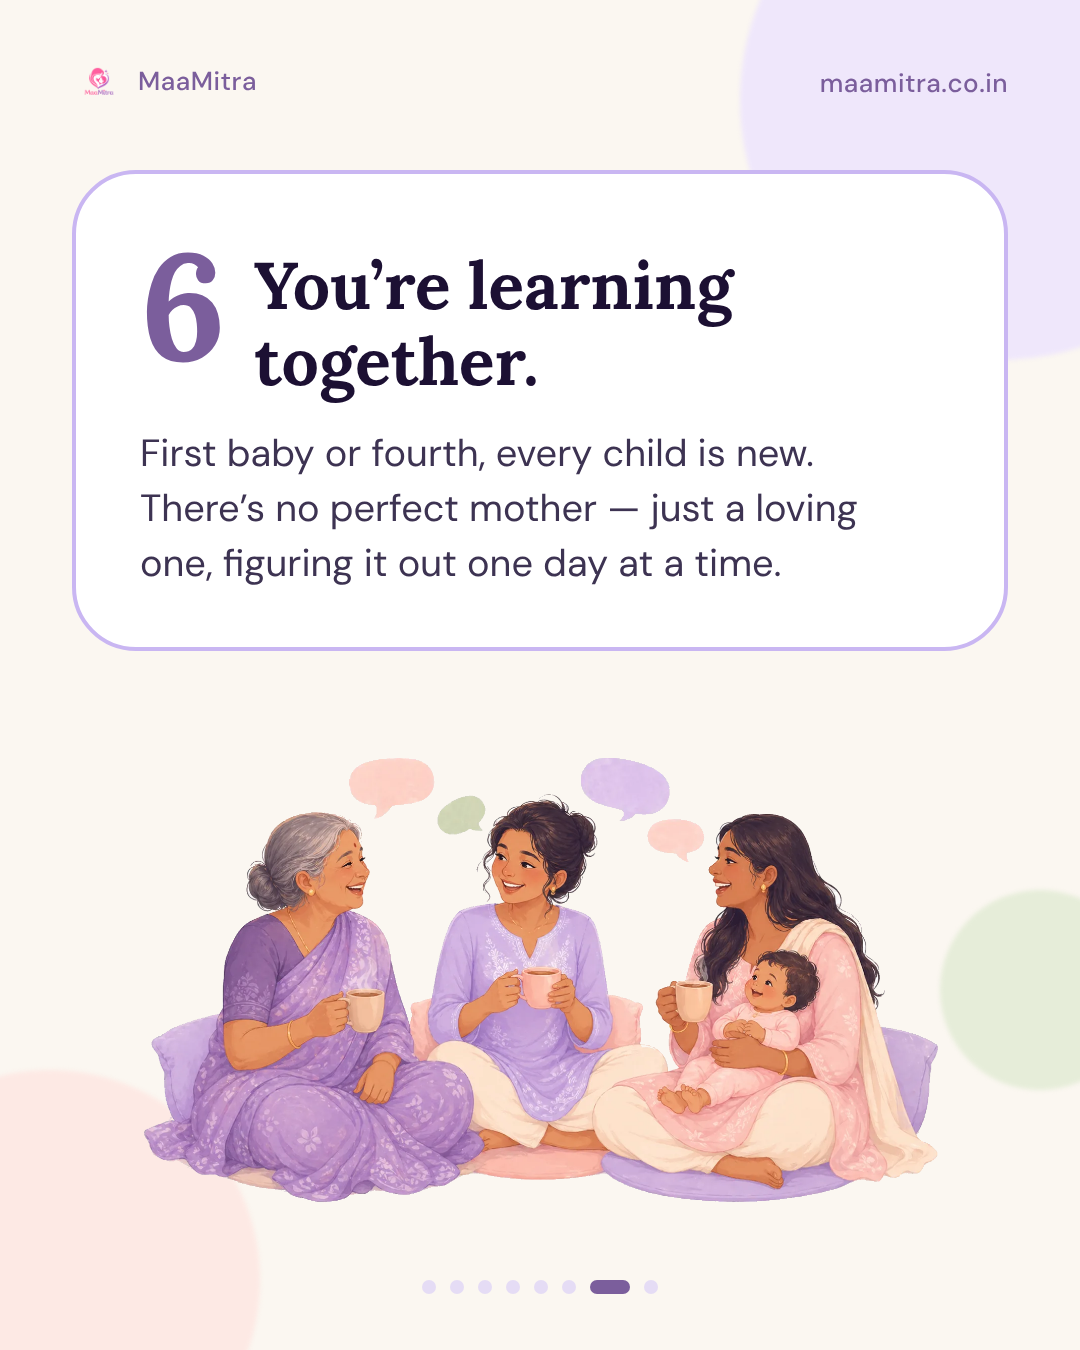 MaaMitra
MaaMitra
maamitra.co.in
6
You’re learning
together.
First baby or fourth, every child is new.
There’s no perfect mother — just a loving
one, figuring it out one day at a time.